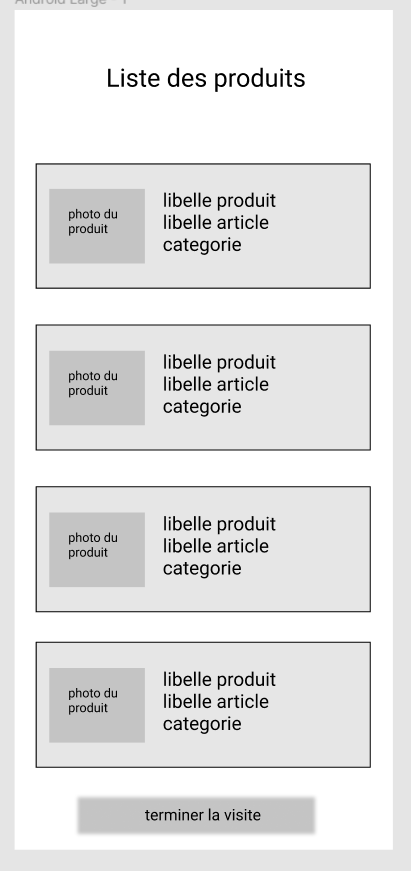 Android Large - 1
Liste des produits
photo du
produit
libelle produit
libelle article
categorie
photo du
produit
libelle produit
libelle article
categorie
photo du
produit
libelle produit
libelle article
categorie
photo du
produit
libelle produit
libelle article
categorie
terminer la visite